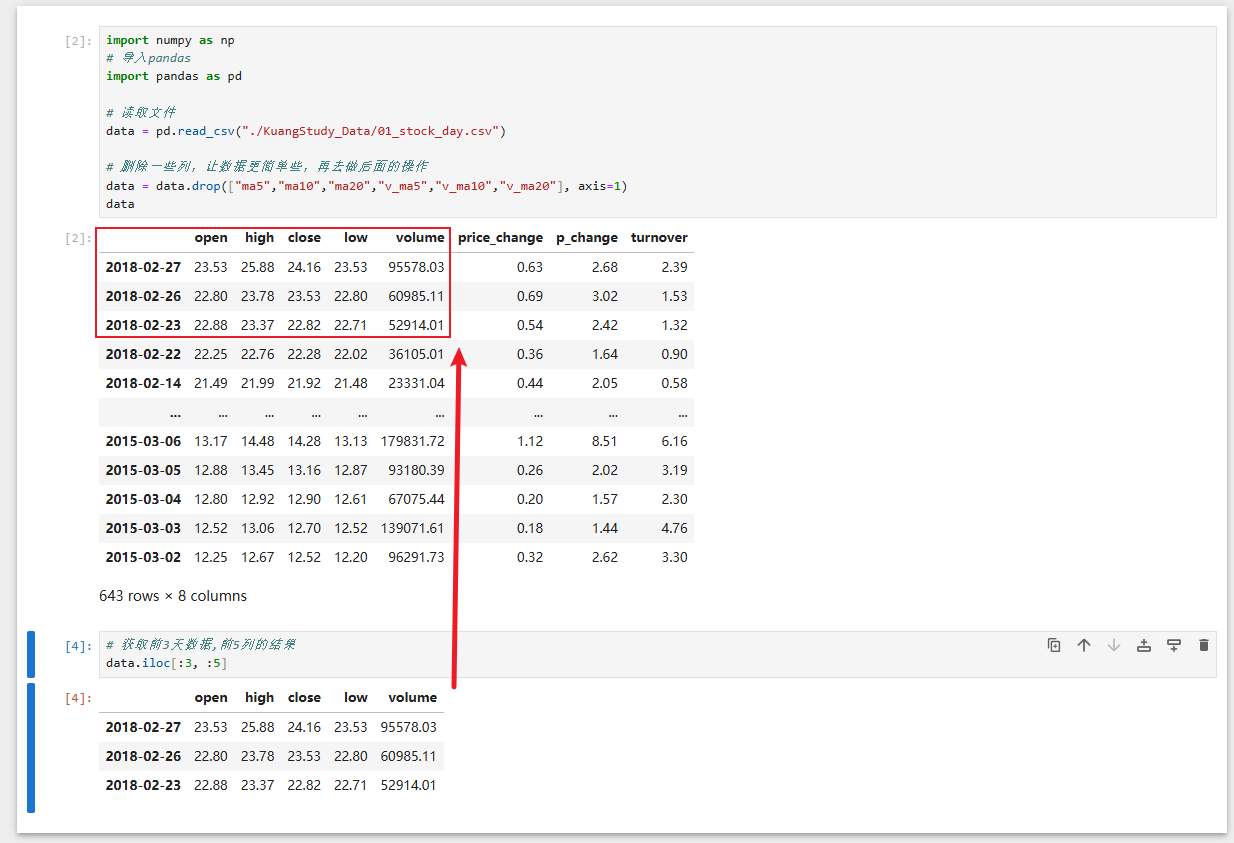 [2]: import numpy as np
# 导入pandas
import pandas as pd
# 读取文件
data = pd.read_csv("./KuangStudy_Data/01_stock_day.csv")
# 删除一些列，让数据更简单些，再去做后面的操作
data = data.drop(["ma5","ma10","ma20","v_ma5","v_ma10","v_ma20"], axis=1)
data
[2]: open high close low volume price_change p_change turnover
2018-02-27 23.53 25.88 24.16 23.53 95578.03 0.63 2.68 2.39
2018-02-26 22.80 23.78 23.53 22.80 60985.11 0.69 3.02 1.53
2018-02-23 22.88 23.37 22.82 22.71 52914.01 0.54 2.42 1.32
2018-02-22 22.25 22.76 22.28 22.02 36105.01 0.36 1.64 0.90
2018-02-14 21.49 21.99 21.92 21.48 23331.04 0.44 2.05 0.58
... ... ... ... ... ... ... ... ...
2015-03-06 13.17 14.48 14.28 13.13 179831.72 1.12 8.51 6.16
2015-03-05 12.88 13.45 13.16 12.87 93180.39 0.26 2.02 3.19
2015-03-04 12.80 12.92 12.90 12.61 67075.44 0.20 1.57 2.30
2015-03-03 12.52 13.06 12.70 12.52 139071.61 0.18 1.44 4.76
2015-03-02 12.25 12.67 12.52 12.20 96291.73 0.32 2.62 3.30
643 rows × 8 columns
[4]: # 获取前3天数据,前5列的结果
data.iloc[:3, :5]
[4]: open high close low volume
2018-02-27 23.53 25.88 24.16 23.53 95578.03
2018-02-26 22.80 23.78 23.53 22.80 60985.11
2018-02-23 22.88 23.37 22.82 22.71 52914.01